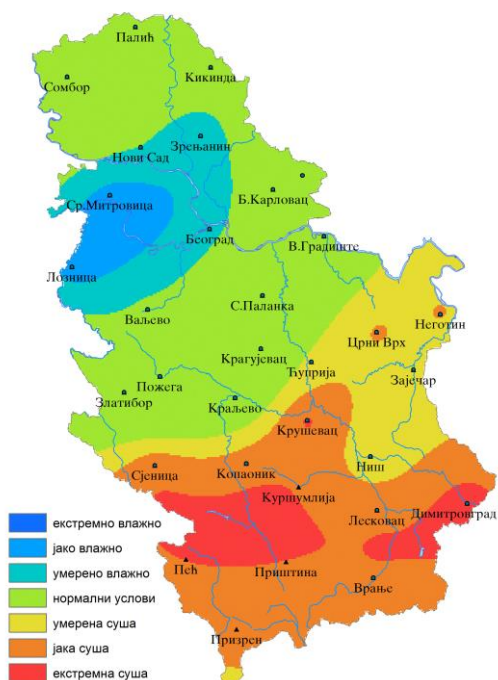 Палић
Сомбор
Кикинда
Зрењанин
Нови Сад
Ср.Митровица
Б.Карловац
Београд
В.Градиште
Лозница
С.Паланка
Ваљево
Неготин
Црни Врх
Крагујевац
Ћуприја
Зајечар
Пожега
Златибор
Краљево
Крушевац
Ниш
Сјеница
Копаоник
Куршумлија
Димитровград
Лесковац
Пећ
Приштина
Врање
Призрен
екстремно влажно
јако влажно
умерено влажно
нормални услови
умерена суша
јака суша
екстремна суша